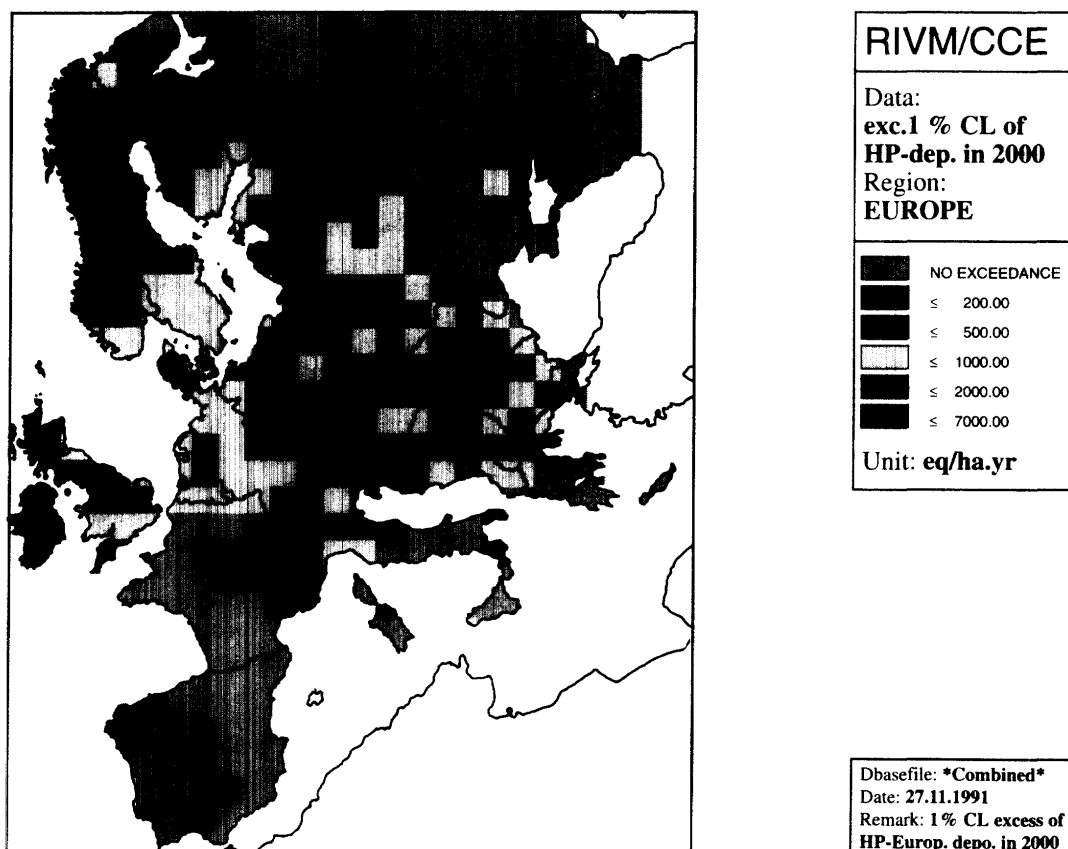 RIVM/CCE
Data:
exc.1 % CL of
HP-dep. in 2000
Region:
EUROPE
NO EXCEEDANCE
≤ 200.00
≤ 500.00
≤ 1000.00
≤ 2000.00
≤ 7000.00
Unit: eq/ha.yr
Dbasefile: *Combined*
Date: 27.11.1991
Remark: 1% CL excess of
HP-Europ. depo. in 2000